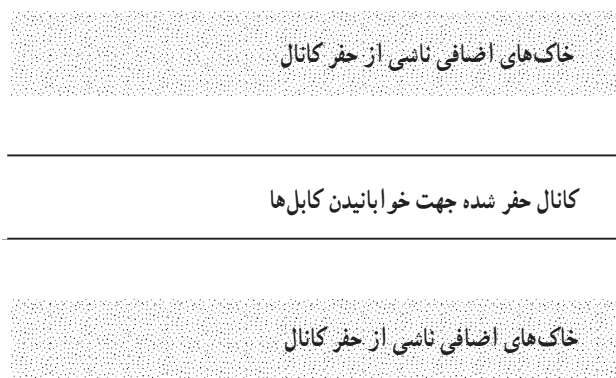 خاک‌های اضافی ناشی از حفر کانال
کانال حفر شده جهت خوابانیدن کابل‌ها
خاک‌های اضافی ناشی از حفر کانال